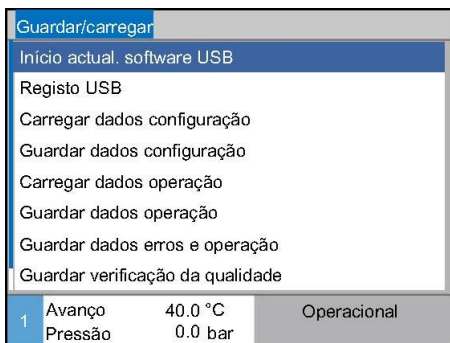 Guardar/carregar
Início actual. software USB
Registo USB
Carregar dados configuração
Guardar dados configuração
Carregar dados operação
Guardar dados operação
Guardar dados erros e operação
Guardar verificação da qualidade
1 Avanço 40.0 °C Operacional
Pressão 0.0 bar